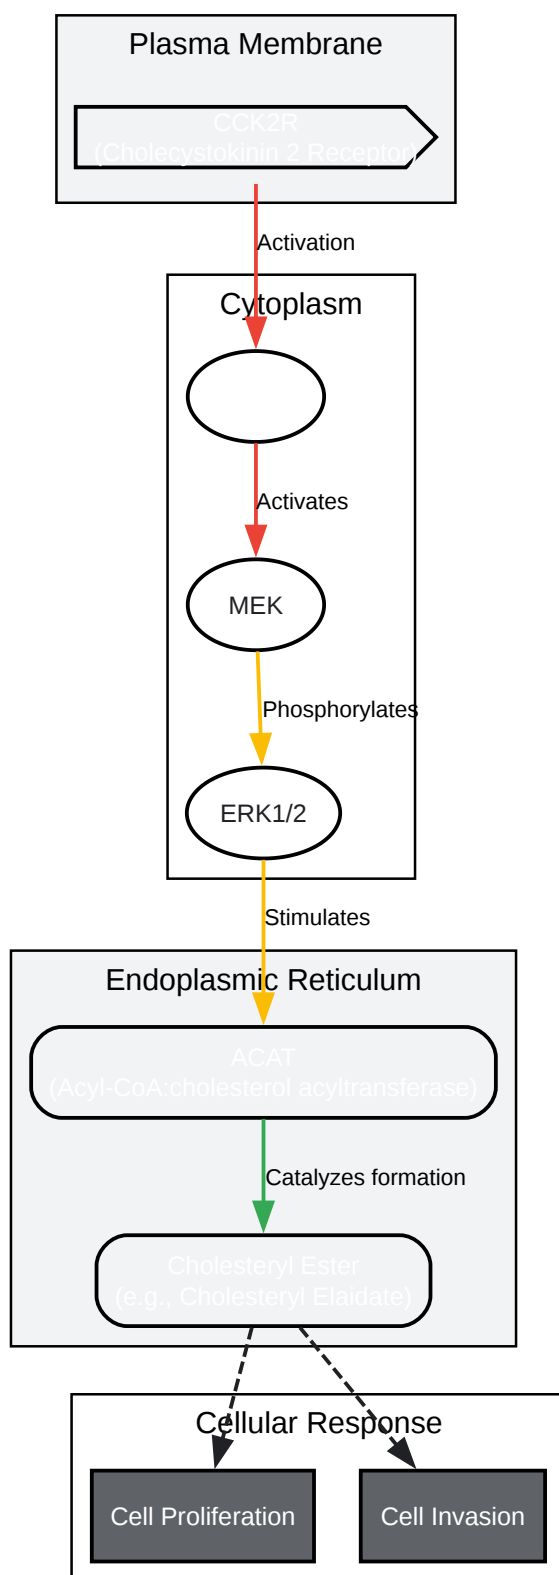 Plasma Membrane
CCK2R
(Cholecystokinin 2 Receptor)
Activation
Cytoplasm
Activates
MEK
Phosphorylates
ERK1/2
Stimulates
Endoplasmic Reticulum
ACAT
(Acyl-CoA:cholesterol acyltransferase)
Catalyzes formation
Cholesteryl Ester
(e.g., Cholesteryl Elaidate)
Cellular Response
Cell Proliferation
Cell Invasion